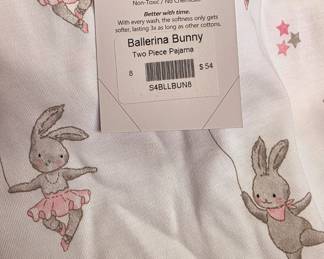 Non-Toxic / No Chemicals
Better with time.
With every wash, the softness only gets
softer, lasting 3x as long as other cottons.
Ballerina Bunny
Two Piece Pajama
8
$54
S4BLLBUN8